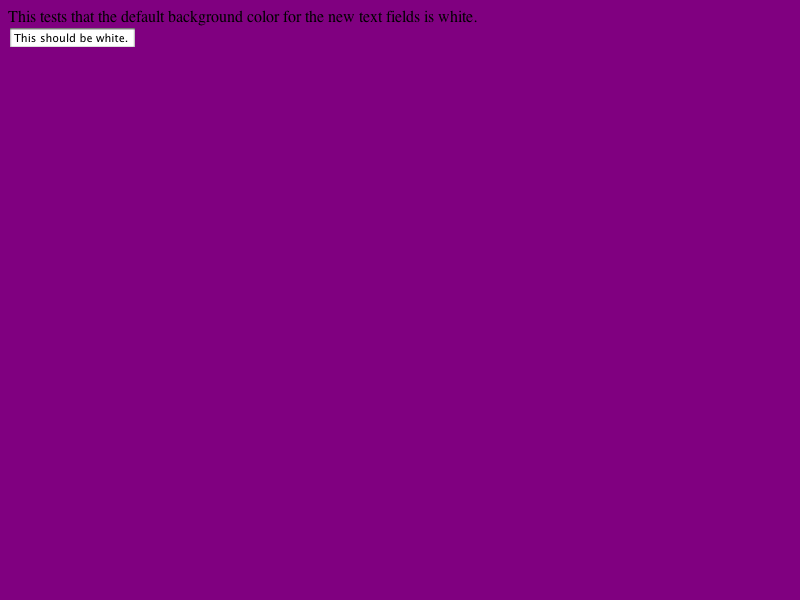 This tests that the default background color for the new text fields is white.
This should be white.